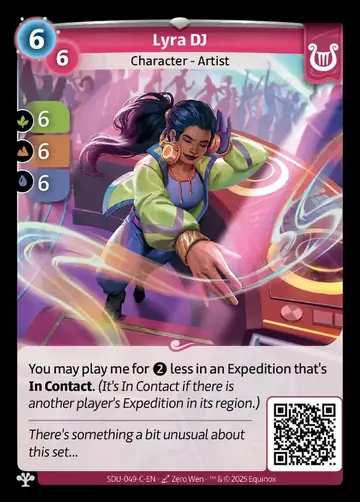 6
6
Lyra DJ
Character - Artist
6
6
6
You may play me for 2 less in an Expedition that's
In Contact. (It's In Contact if there is
another player's Expedition in its region.)
There's something a bit unusual about
this set...
SDU-049-C-EN - Zero Wen - ™ & © 2025 Equinox